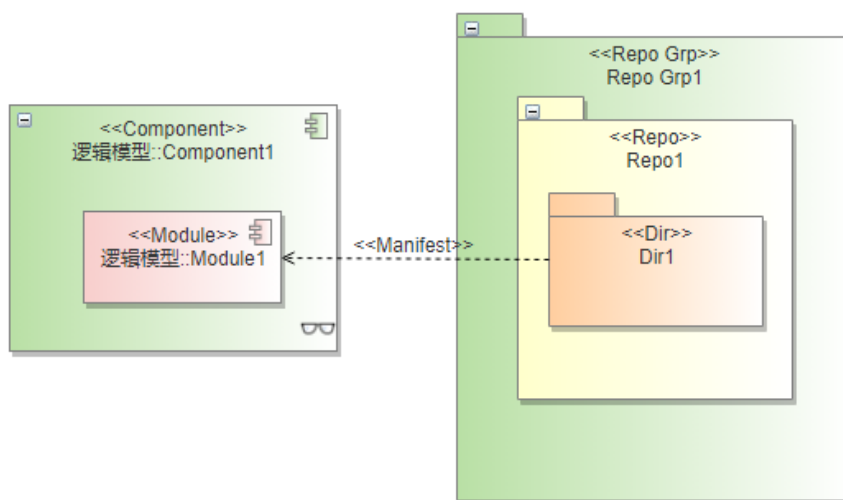 <<Component>>
逻辑模型::Component1
<<Module>>
逻辑模型::Module1
<<Manifest>>
<<Repo Grp>>
Repo Grp1
<<Repo>>
Repo1
<<Dir>>
Dir1